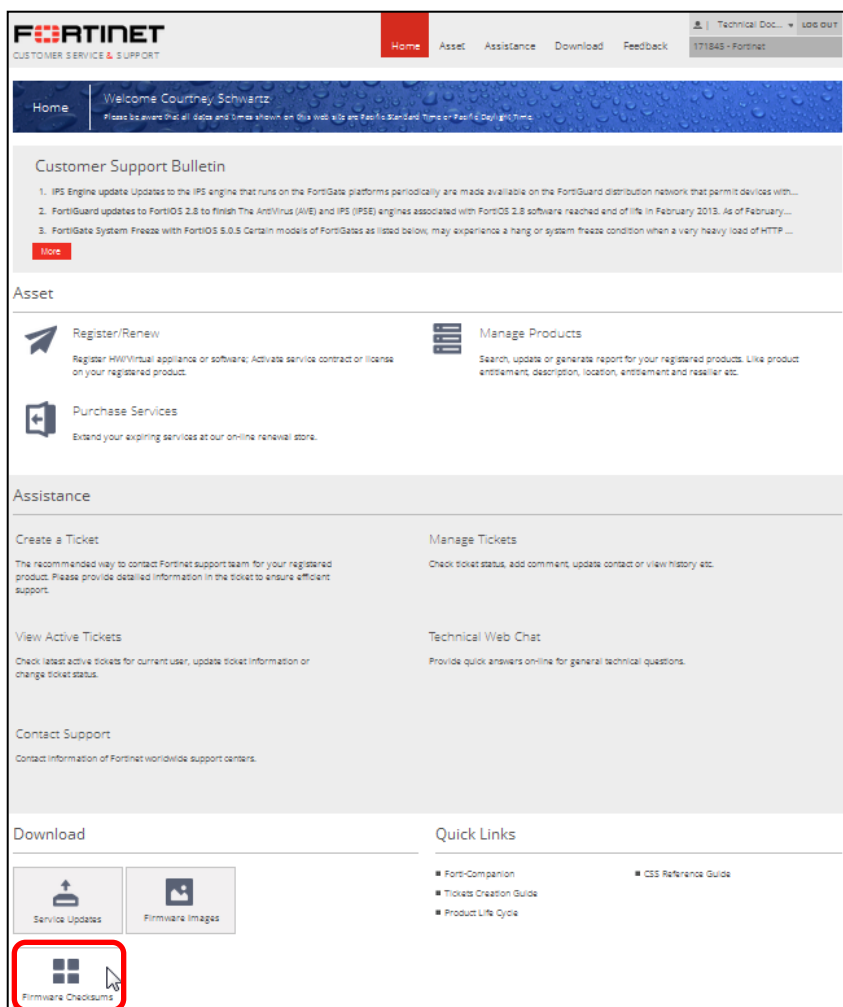 FORTINET
CUSTOMER SERVICE & SUPPORT
Home Asset Assistance Download Feedback
| Technical Doc... LOG OUT
171845 - Fortinet
Home
Welcome Courtney Schwartz
Please be aware that all dates and times shown on this web site are Pacific Standard Time or Pacific Daylight Time.
Customer Support Bulletin
1. IPS Engine update Updates to the IPS engine that runs on the FortiGate platforms periodically are made available on the FortiGuard distribution network that permit devices with...
2. FortiGuard updates to FortiOS 2.8 to finish The AntiVirus (AVE) and IPS (IPSE) engines associated with FortiOS 2.8 software reached end of life in February 2013. As of February...
3. FortiGate System Freeze with FortiOS 5.0.5 Certain models of FortiGates as listed below, may experience a hang or system freeze condition when a very heavy load of HTTP ...
More
Asset
Register/Renew
Register HW/Virtual appliance or software; Activate service contract or license
on your registered product.
Manage Products
Search, update or generate report for your registered products. Like product
entitlement, description, location, entitlement and reseller etc.
Purchase Services
Extend your expiring services at our on-line renewal store.
Assistance
Create a Ticket
The recommended way to contact Fortinet support team for your registered
product. Please provide detailed information in the ticket to ensure efficient
support.
Manage Tickets
Check ticket status, add comment, update contact or view history etc.
View Active Tickets
Check latest active tickets for current user, update ticket information or
change ticket status.
Technical Web Chat
Provide quick answers on-line for general technical questions.
Contact Support
Contact information of Fortinet worldwide support centers.
Download
Service Updates
Firmware Images
Firmware Checksums
Quick Links
Forti-Companion
Tickets Creation Guide
Product Life Cycle
CSS Reference Guide